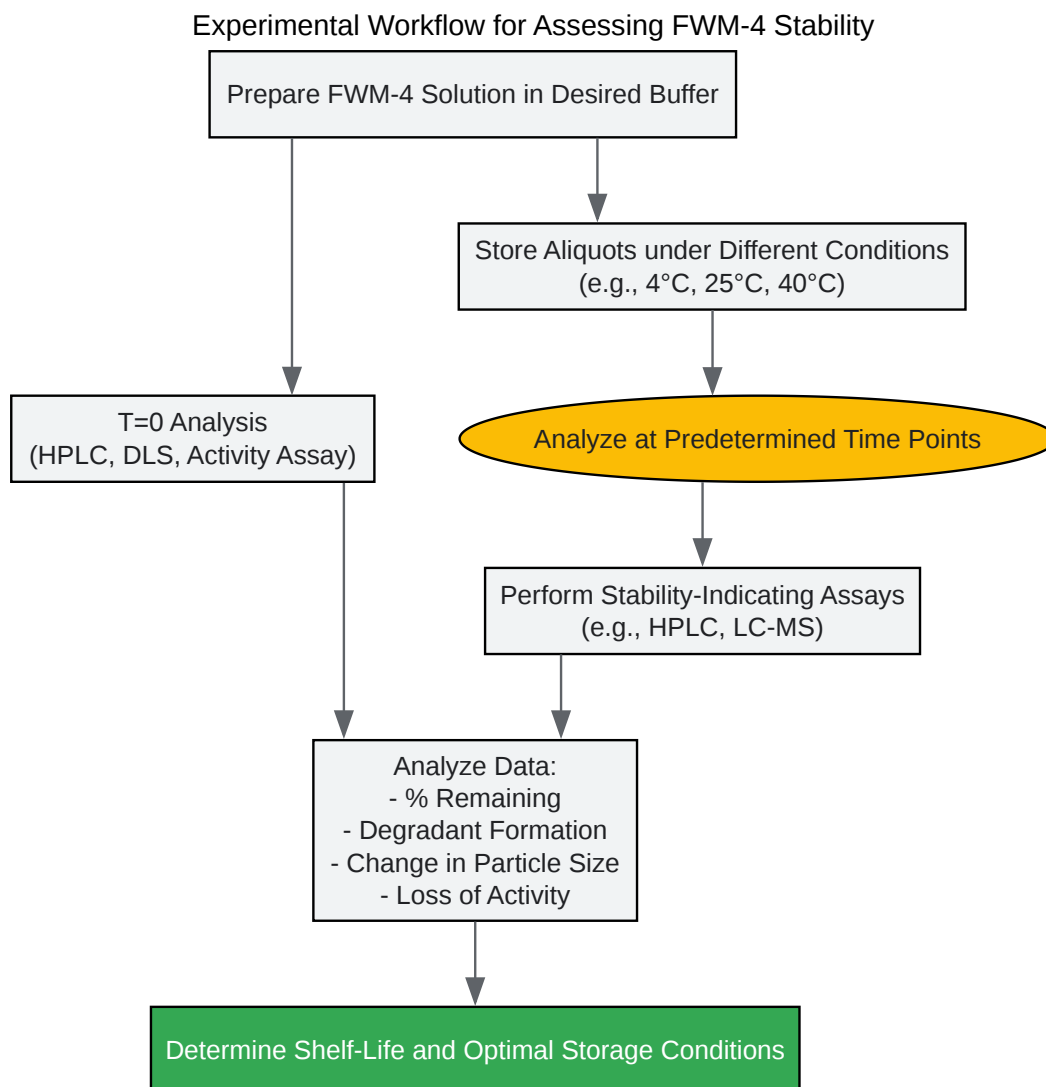 Experimental Workflow for Assessing FWM-4 Stability
Prepare FWM-4 Solution in Desired Buffer
Store Aliquots under Different Conditions
(e.g., 4°C, 25°C, 40°C)
T=0 Analysis
(HPLC, DLS, Activity Assay)
Analyze at Predetermined Time Points
Perform Stability-Indicating Assays
(e.g., HPLC, LC-MS)
Analyze Data:
- % Remaining
- Degradant Formation
- Change in Particle Size
- Loss of Activity
Determine Shelf-Life and Optimal Storage Conditions